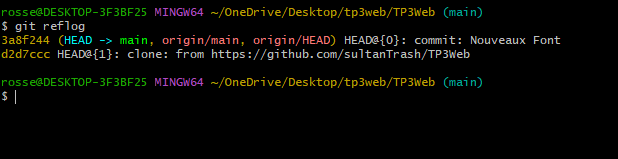 rosse@DESKTOP-3F3BF25 MINGW64 ~/OneDrive/Desktop/tp3web/TP3Web (main)
$ git reflog
3a8f244 (HEAD -> main, origin/main, origin/HEAD) HEAD@{0}: commit: Nouveaux Font
d2d7ccc HEAD@{1}: clone: from https://github.com/sultanTrash/TP3Web
rosse@DESKTOP-3F3BF25 MINGW64 ~/OneDrive/Desktop/tp3web/TP3Web (main)
$